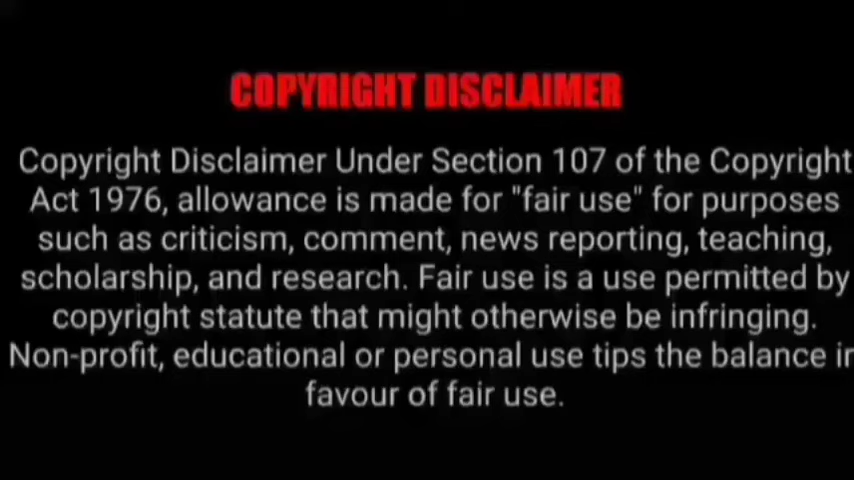 COPYRIGHT DISCLAIMER
Copyright Disclaimer Under Section 107 of the Copyright
Act 1976, allowance is made for "fair use" for purposes
such as criticism, comment, news reporting, teaching,
scholarship, and research. Fair use is a use permitted by
copyright statute that might otherwise be infringing.
Non-profit, educational or personal use tips the balance in
favour of fair use.